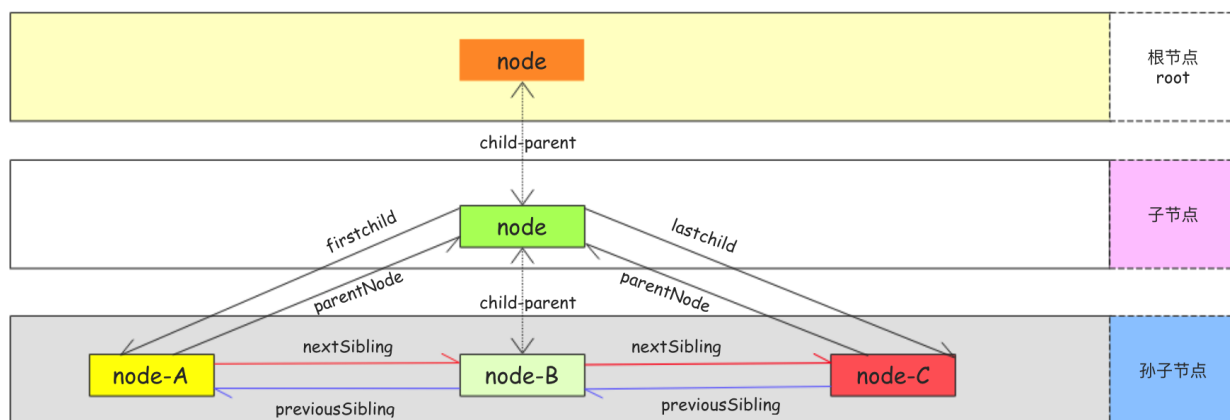 node
根节点
root
child-parent
node
子节点
firstchild
lastchild
parentNode
child-parent
parentNode
nextSibling
nextSibling
node-A
node-B
node-C
孙子节点
previousSibling
previousSibling